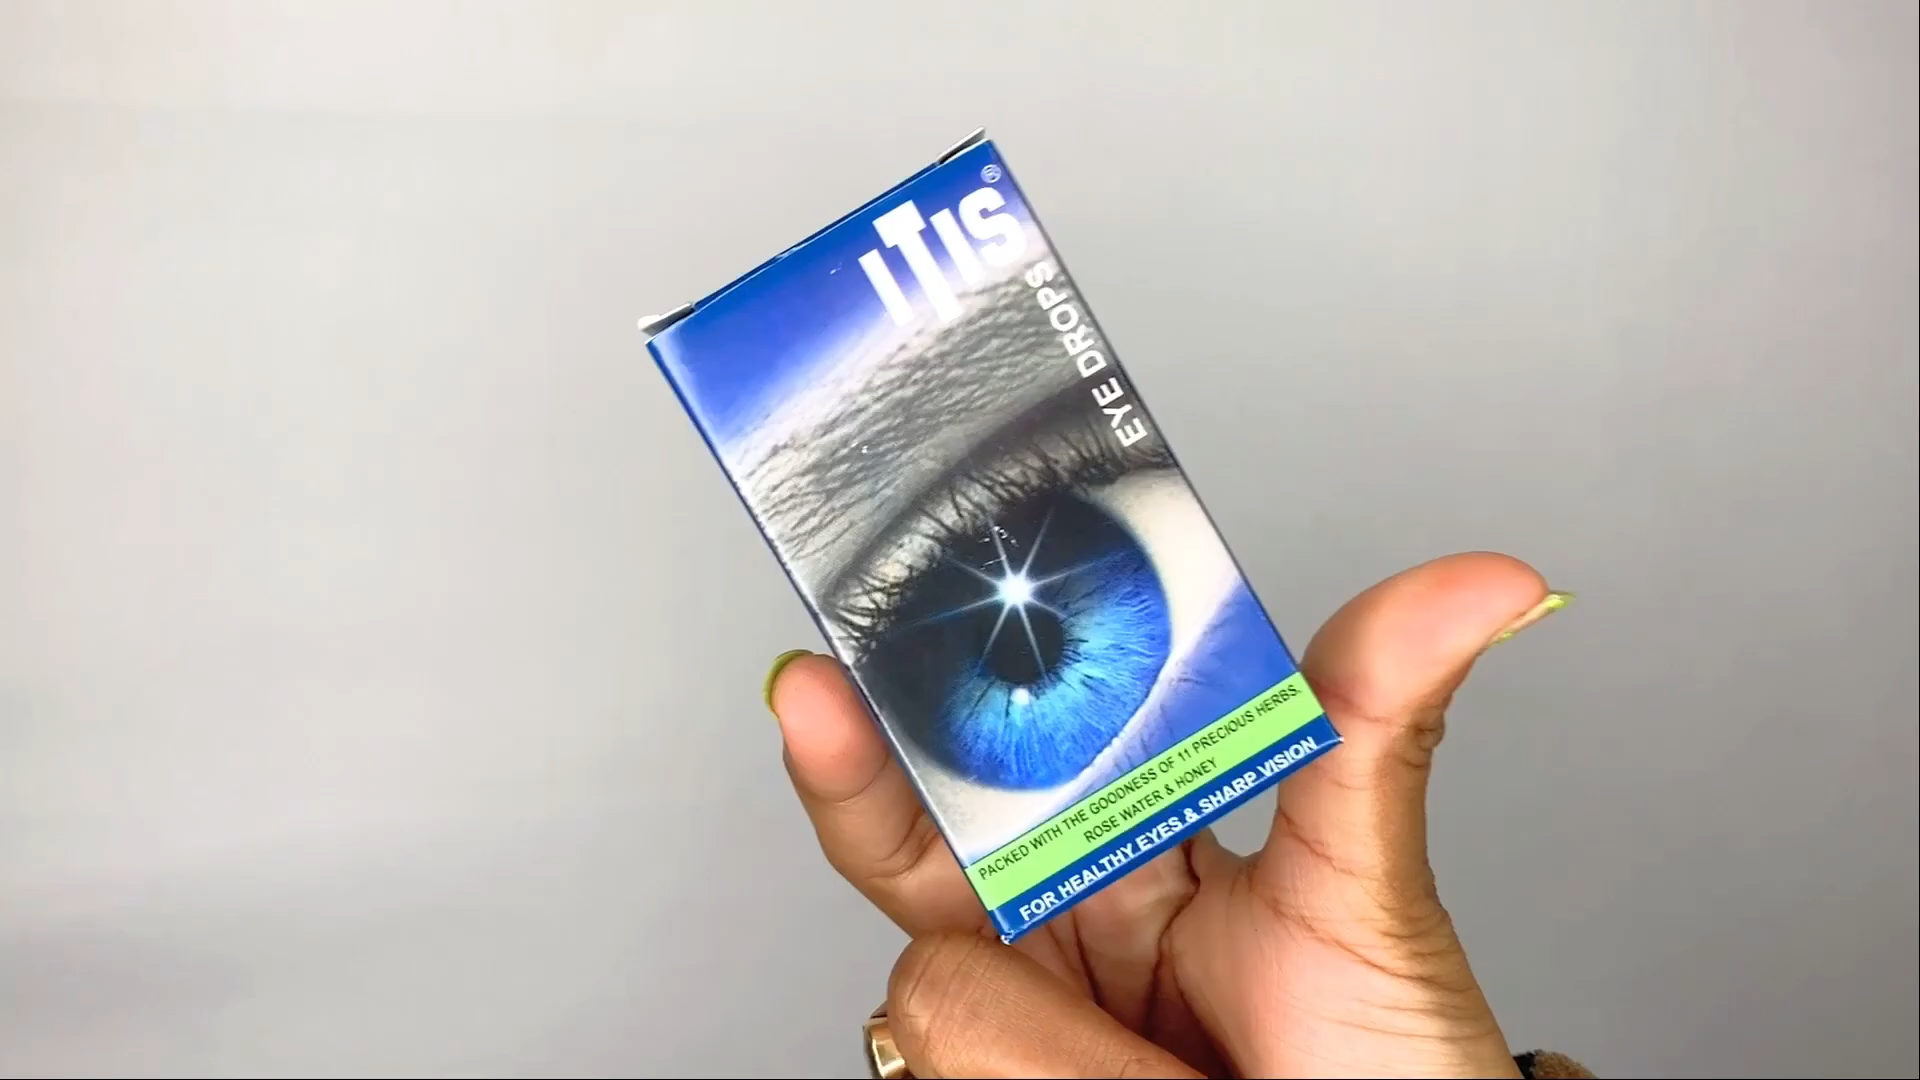 ITIS®
EYE DROPS
PACKED WITH THE GOODNESS OF 11 PRECIOUS HERBS,
ROSE WATER & HONEY
FOR HEALTHY EYES & SHARP VISION